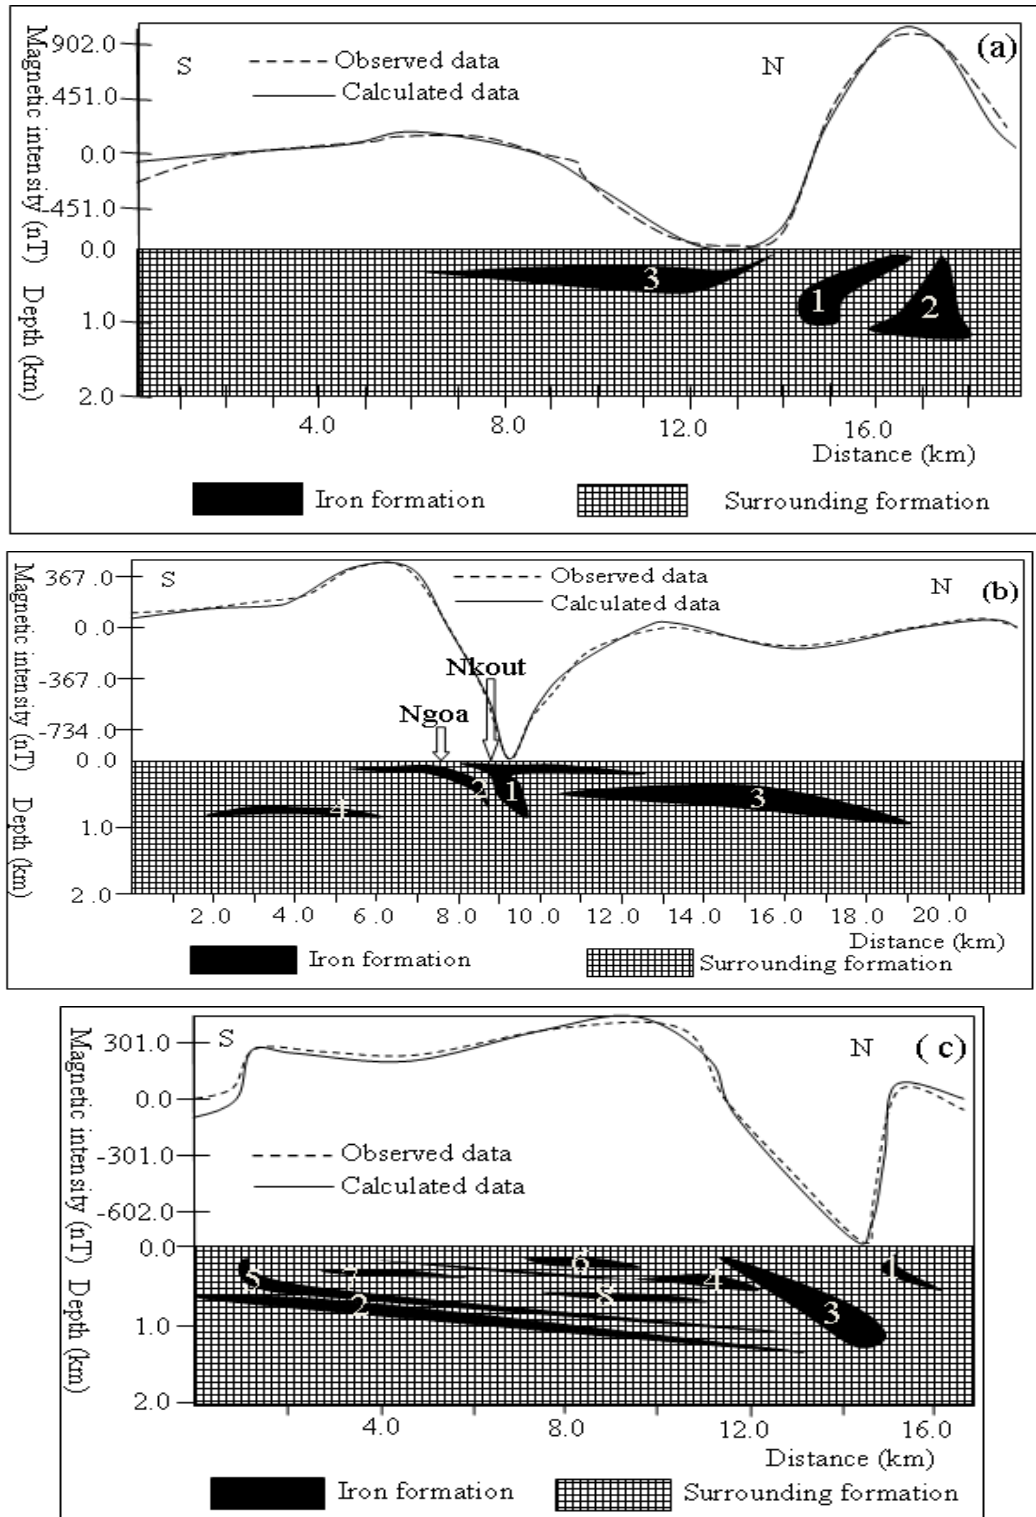 (a)
S
N
Observed data
Calculated data
Magnetic intensity (nT)
902.0
451.0
0.0
-451.0
Depth (km)
0.0
1.0
2.0
3
1
2
4.0
8.0
12.0
16.0
Distance (km)
Iron formation
Surrounding formation
(b)
S
N
Observed data
Calculated data
Magnetic intensity (nT)
367.0
0.0
-367.0
-734.0
Nkout
Ngoa
Depth (km)
0.0
1.0
2.0
4
2
1
3
2.0
4.0
6.0
8.0
10.0
12.0
14.0
16.0
18.0
20.0
Distance (km)
Iron formation
Surrounding formation
( c)
S
N
Magnetic intensity (nT)
301.0
0.0
-301.0
-602.0
Observed data
Calculated data
Depth (km)
0.0
1.0
2.0
5
7
2
6
8
4
3
1
4.0
8.0
12.0
16.0
Distance (km)
Iron formation
Surrounding formation